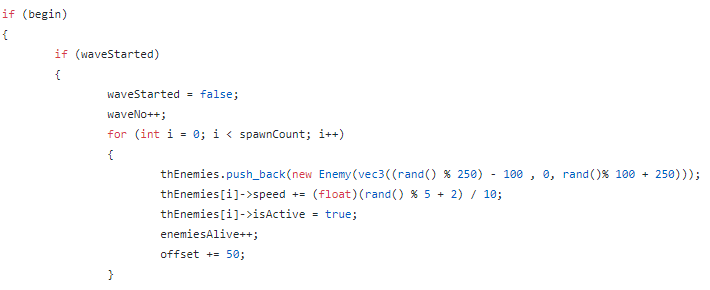 if (begin)
{
if (waveStarted)
{
waveStarted = false;
waveNo++;
for (int i = 0; i < spawnCount; i++)
{
thEnemies.push_back(new Enemy(vec3((rand() % 250) - 100 , 0, rand()% 100 + 250)));
thEnemies[i]->speed += (float)(rand() % 5 + 2) / 10;
thEnemies[i]->isActive = true;
enemiesAlive++;
offset += 50;
}